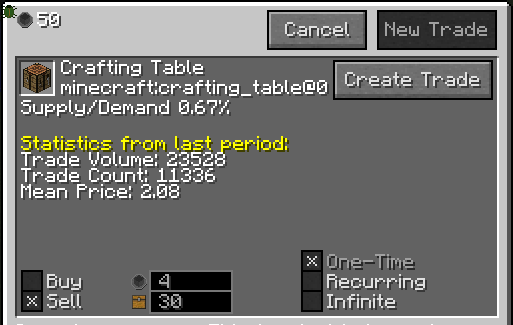 50
Cancel
New Trade
Crafting Table
minecraft:crafting_table@0
Create Trade
Supply/Demand 0.67%
Statistics from last period:
Trade Volume: 23528
Trade Count: 11336
Mean Price: 2.08
x One-Time
Buy
4
Recurring
x Sell
30
Infinite